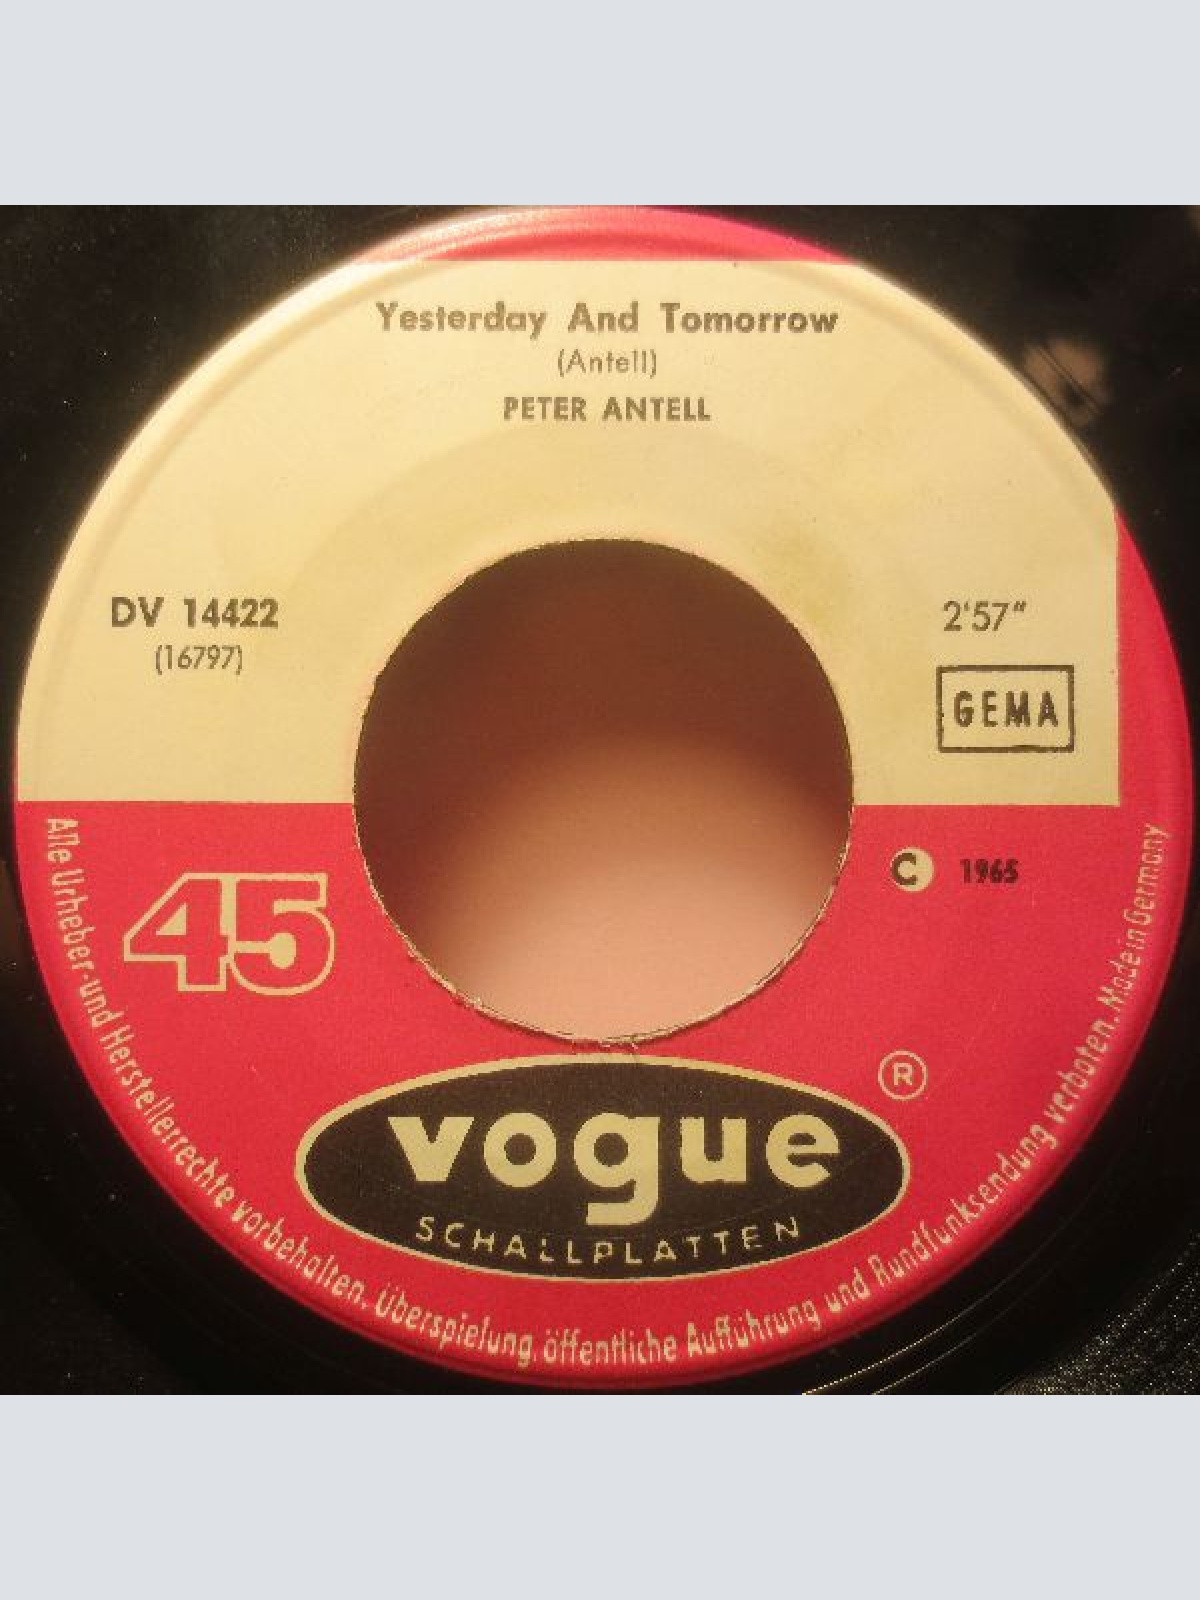 Yesterday And Tomorrow
(Antell)
PETER ANTELL
DV 14422
(16797)
2'57"
GEMA
45
C 1965
R
vogue
SCHALLPLATTEN
Alle Urheber- und Herstellerrechte vorbehalten. Überspielung, öffentliche Aufführung und Rundfunksendung verboten. Made in Germany